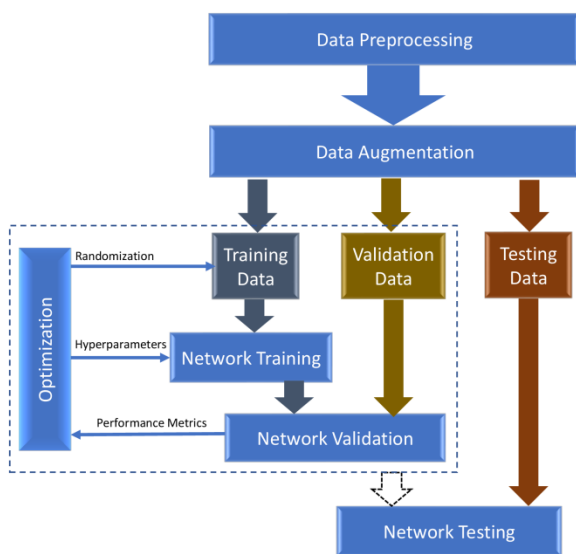 Data Preprocessing
Data Augmentation
Training
Data
Validation
Data
Testing
Data
Optimization
Randomization
Hyperparameters
Network Training
Performance Metrics
Network Validation
Network Testing